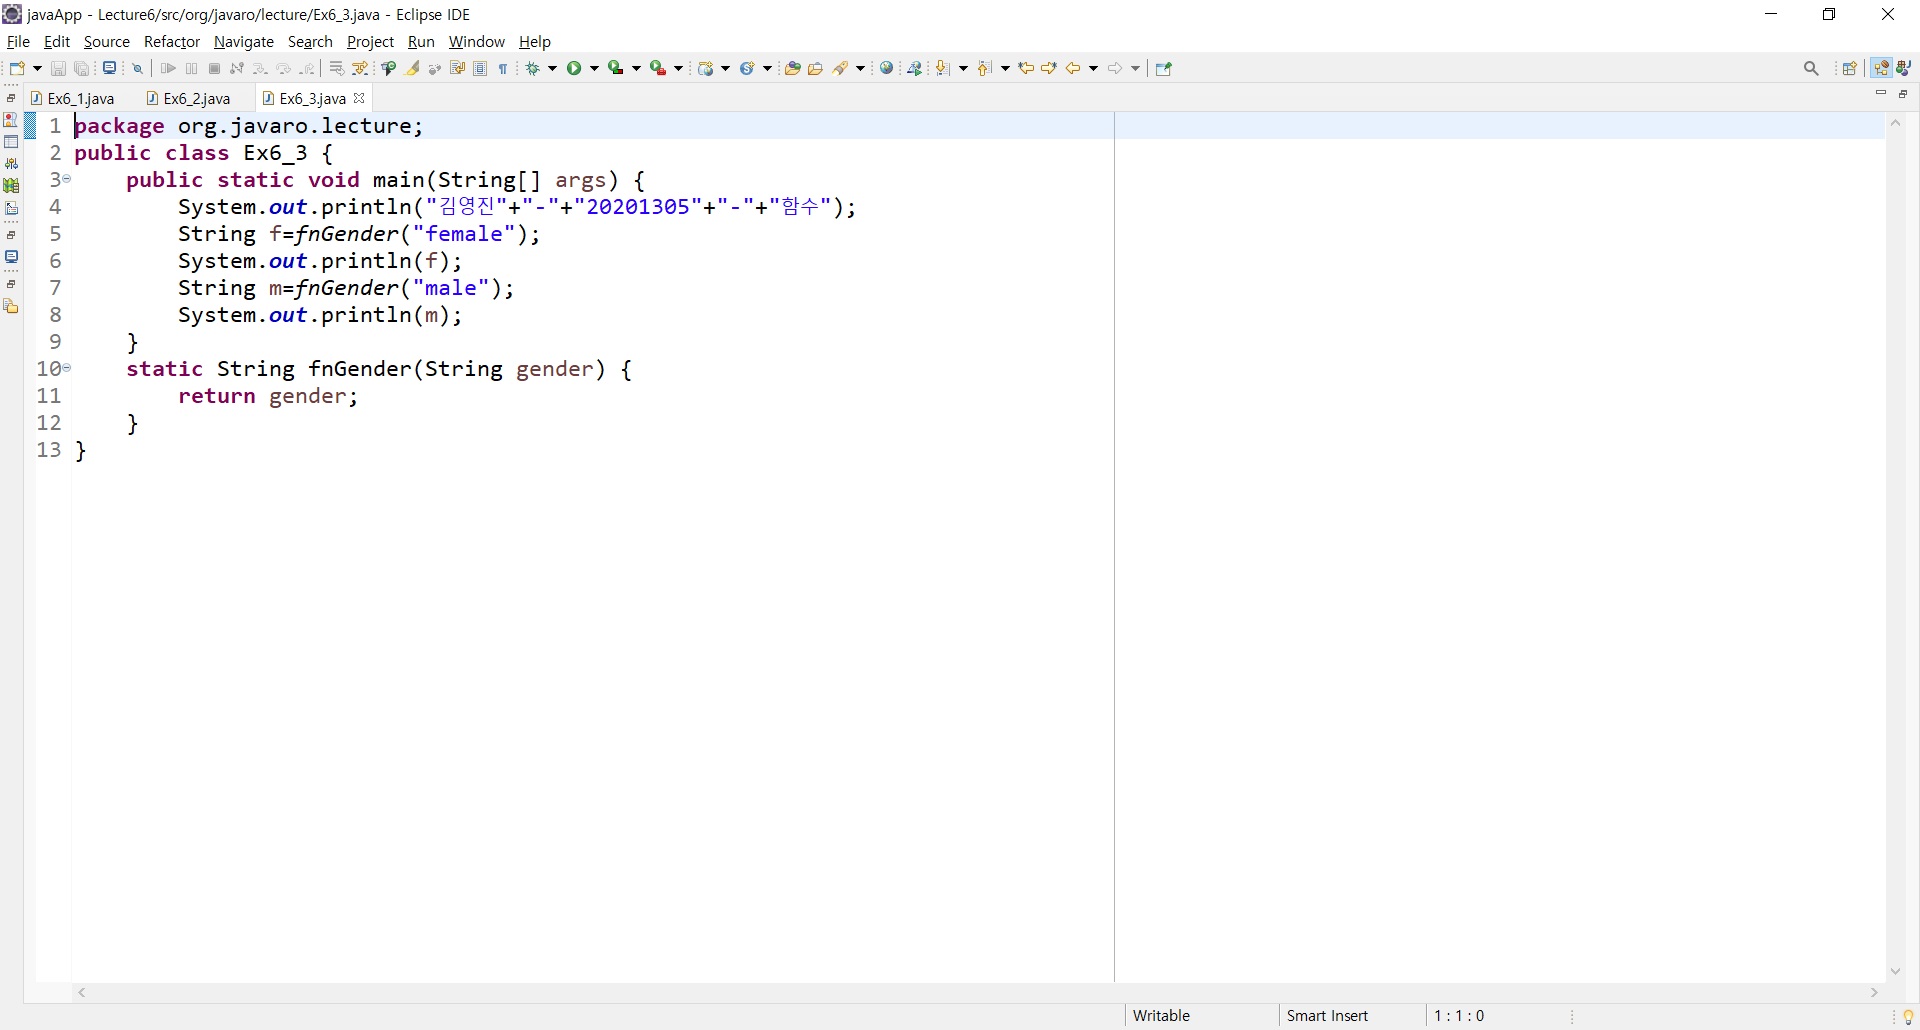 javaApp - Lecture6/src/org/javaro/lecture/Ex6_3.java - Eclipse IDE
File Edit Source Refactor Navigate Search Project Run Window Help
Ex6_1.java Ex6_2.java Ex6_3.java
1 package org.javaro.lecture;
2 public class Ex6_3 {
3 public static void main(String[] args) {
4 System.out.println("김영진"+"-"+"20201305"+"-"+"함수");
5 String f=fnGender("female");
6 System.out.println(f);
7 String m=fnGender("male");
8 System.out.println(m);
9 }
10 static String fnGender(String gender) {
11 return gender;
12 }
13 }
Writable Smart Insert 1 : 1 : 0